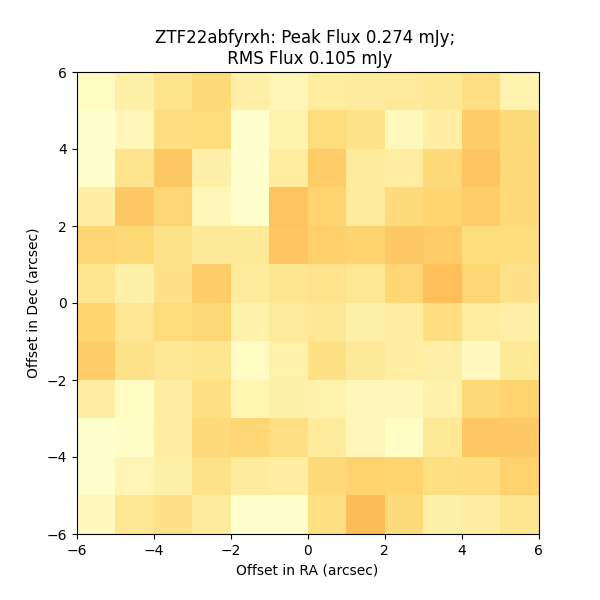 ZTF22abfyrxh: Peak Flux 0.274 mJy;
RMS Flux 0.105 mJy
6
4
2
0
−2
−4
−6
Offset in Dec (arcsec)
−6 −4 −2 0 2 4 6
Offset in RA (arcsec)